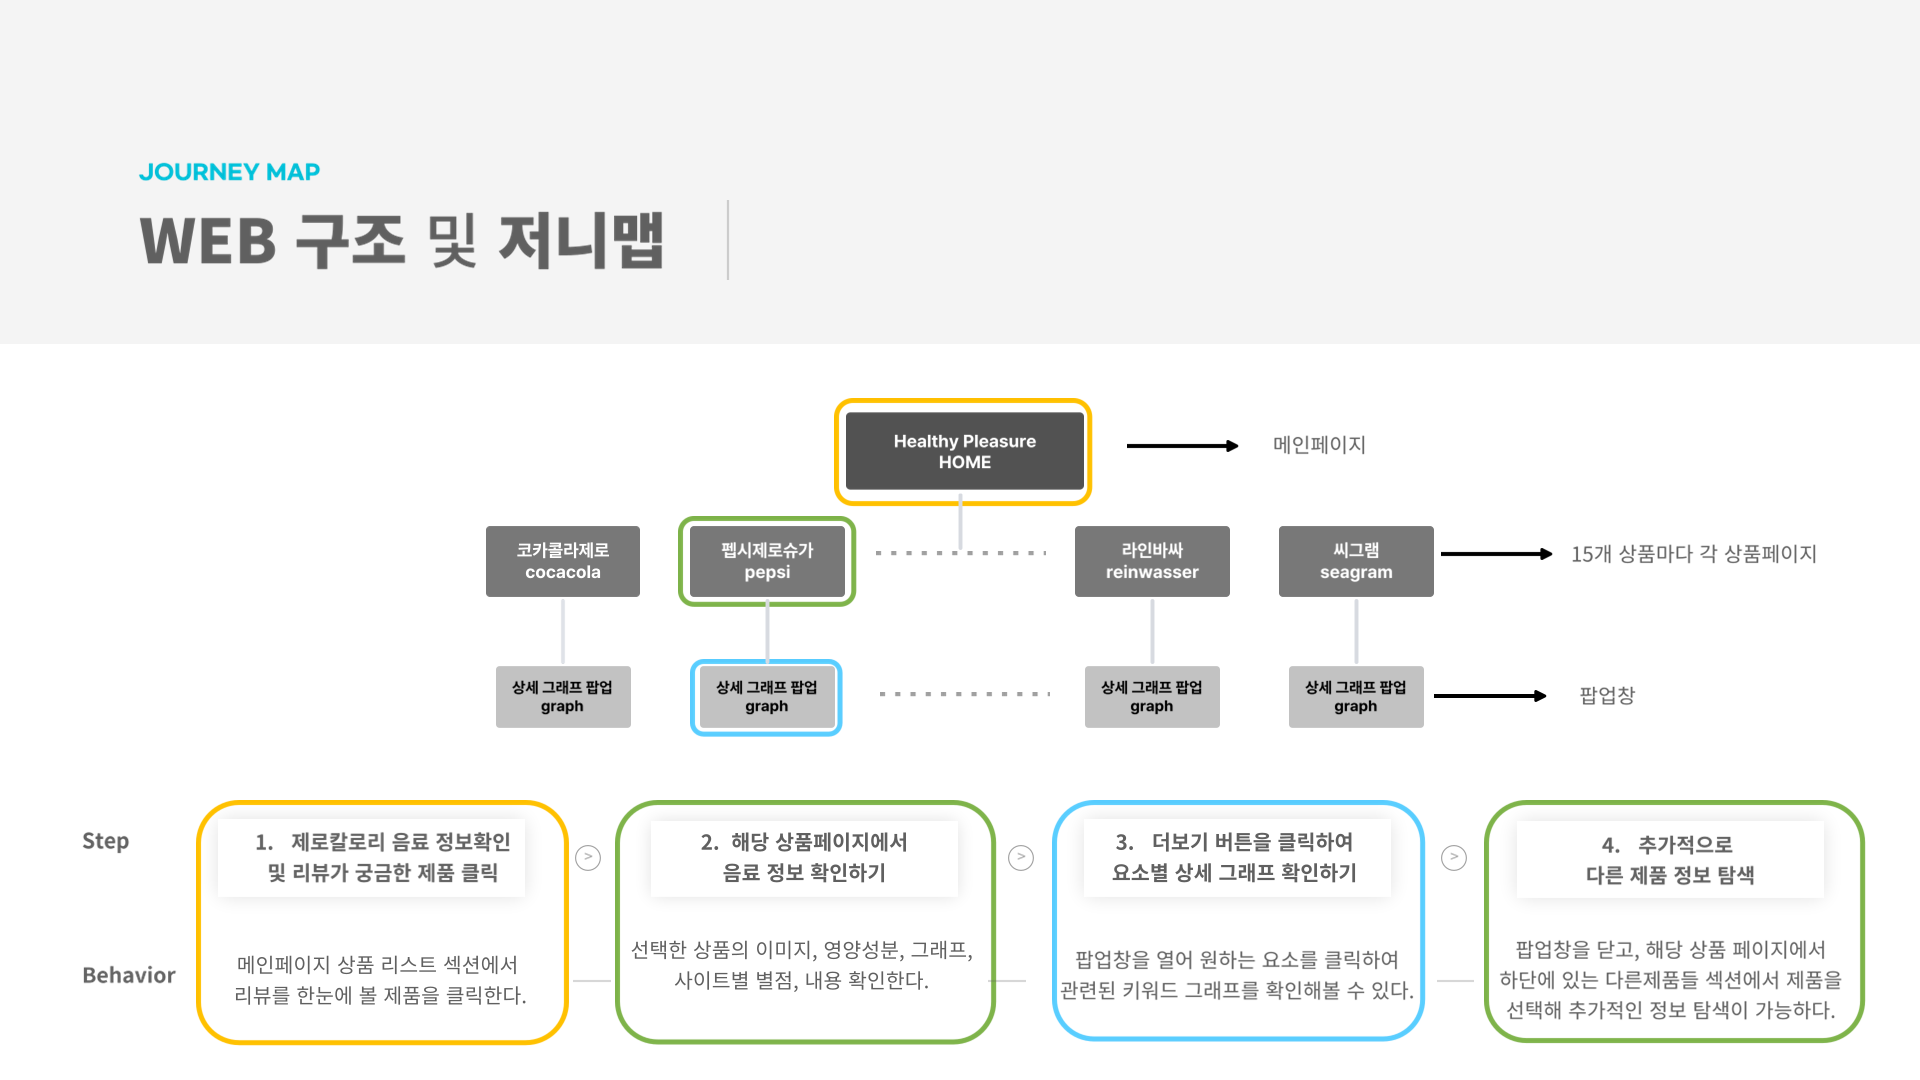 JOURNEY MAP
WEB 구조 및 저니맵
Healthy Pleasure
HOME
메인페이지
코카콜라제로
cocacola
펩시제로슈가
pepsi
라인바싸
reinwasser
씨그램
seagram
15개 상품마다 각 상품페이지
상세 그래프 팝업
graph
상세 그래프 팝업
graph
상세 그래프 팝업
graph
상세 그래프 팝업
graph
팝업창
Step
1. 제로칼로리 음료 정보확인
및 리뷰가 궁금한 제품 클릭
>
2. 해당 상품페이지에서
음료 정보 확인하기
>
3. 더보기 버튼을 클릭하여
요소별 상세 그래프 확인하기
>
4. 추가적으로
다른 제품 정보 탐색
Behavior
메인페이지 상품 리스트 섹션에서
리뷰를 한눈에 볼 제품을 클릭한다.
선택한 상품의 이미지, 영양성분, 그래프,
사이트별 별점, 내용 확인한다.
팝업창을 열어 원하는 요소를 클릭하여
관련된 키워드 그래프를 확인해볼 수 있다.
팝업창을 닫고, 해당 상품 페이지에서
하단에 있는 다른제품들 섹션에서 제품을
선택해 추가적인 정보 탐색이 가능하다.